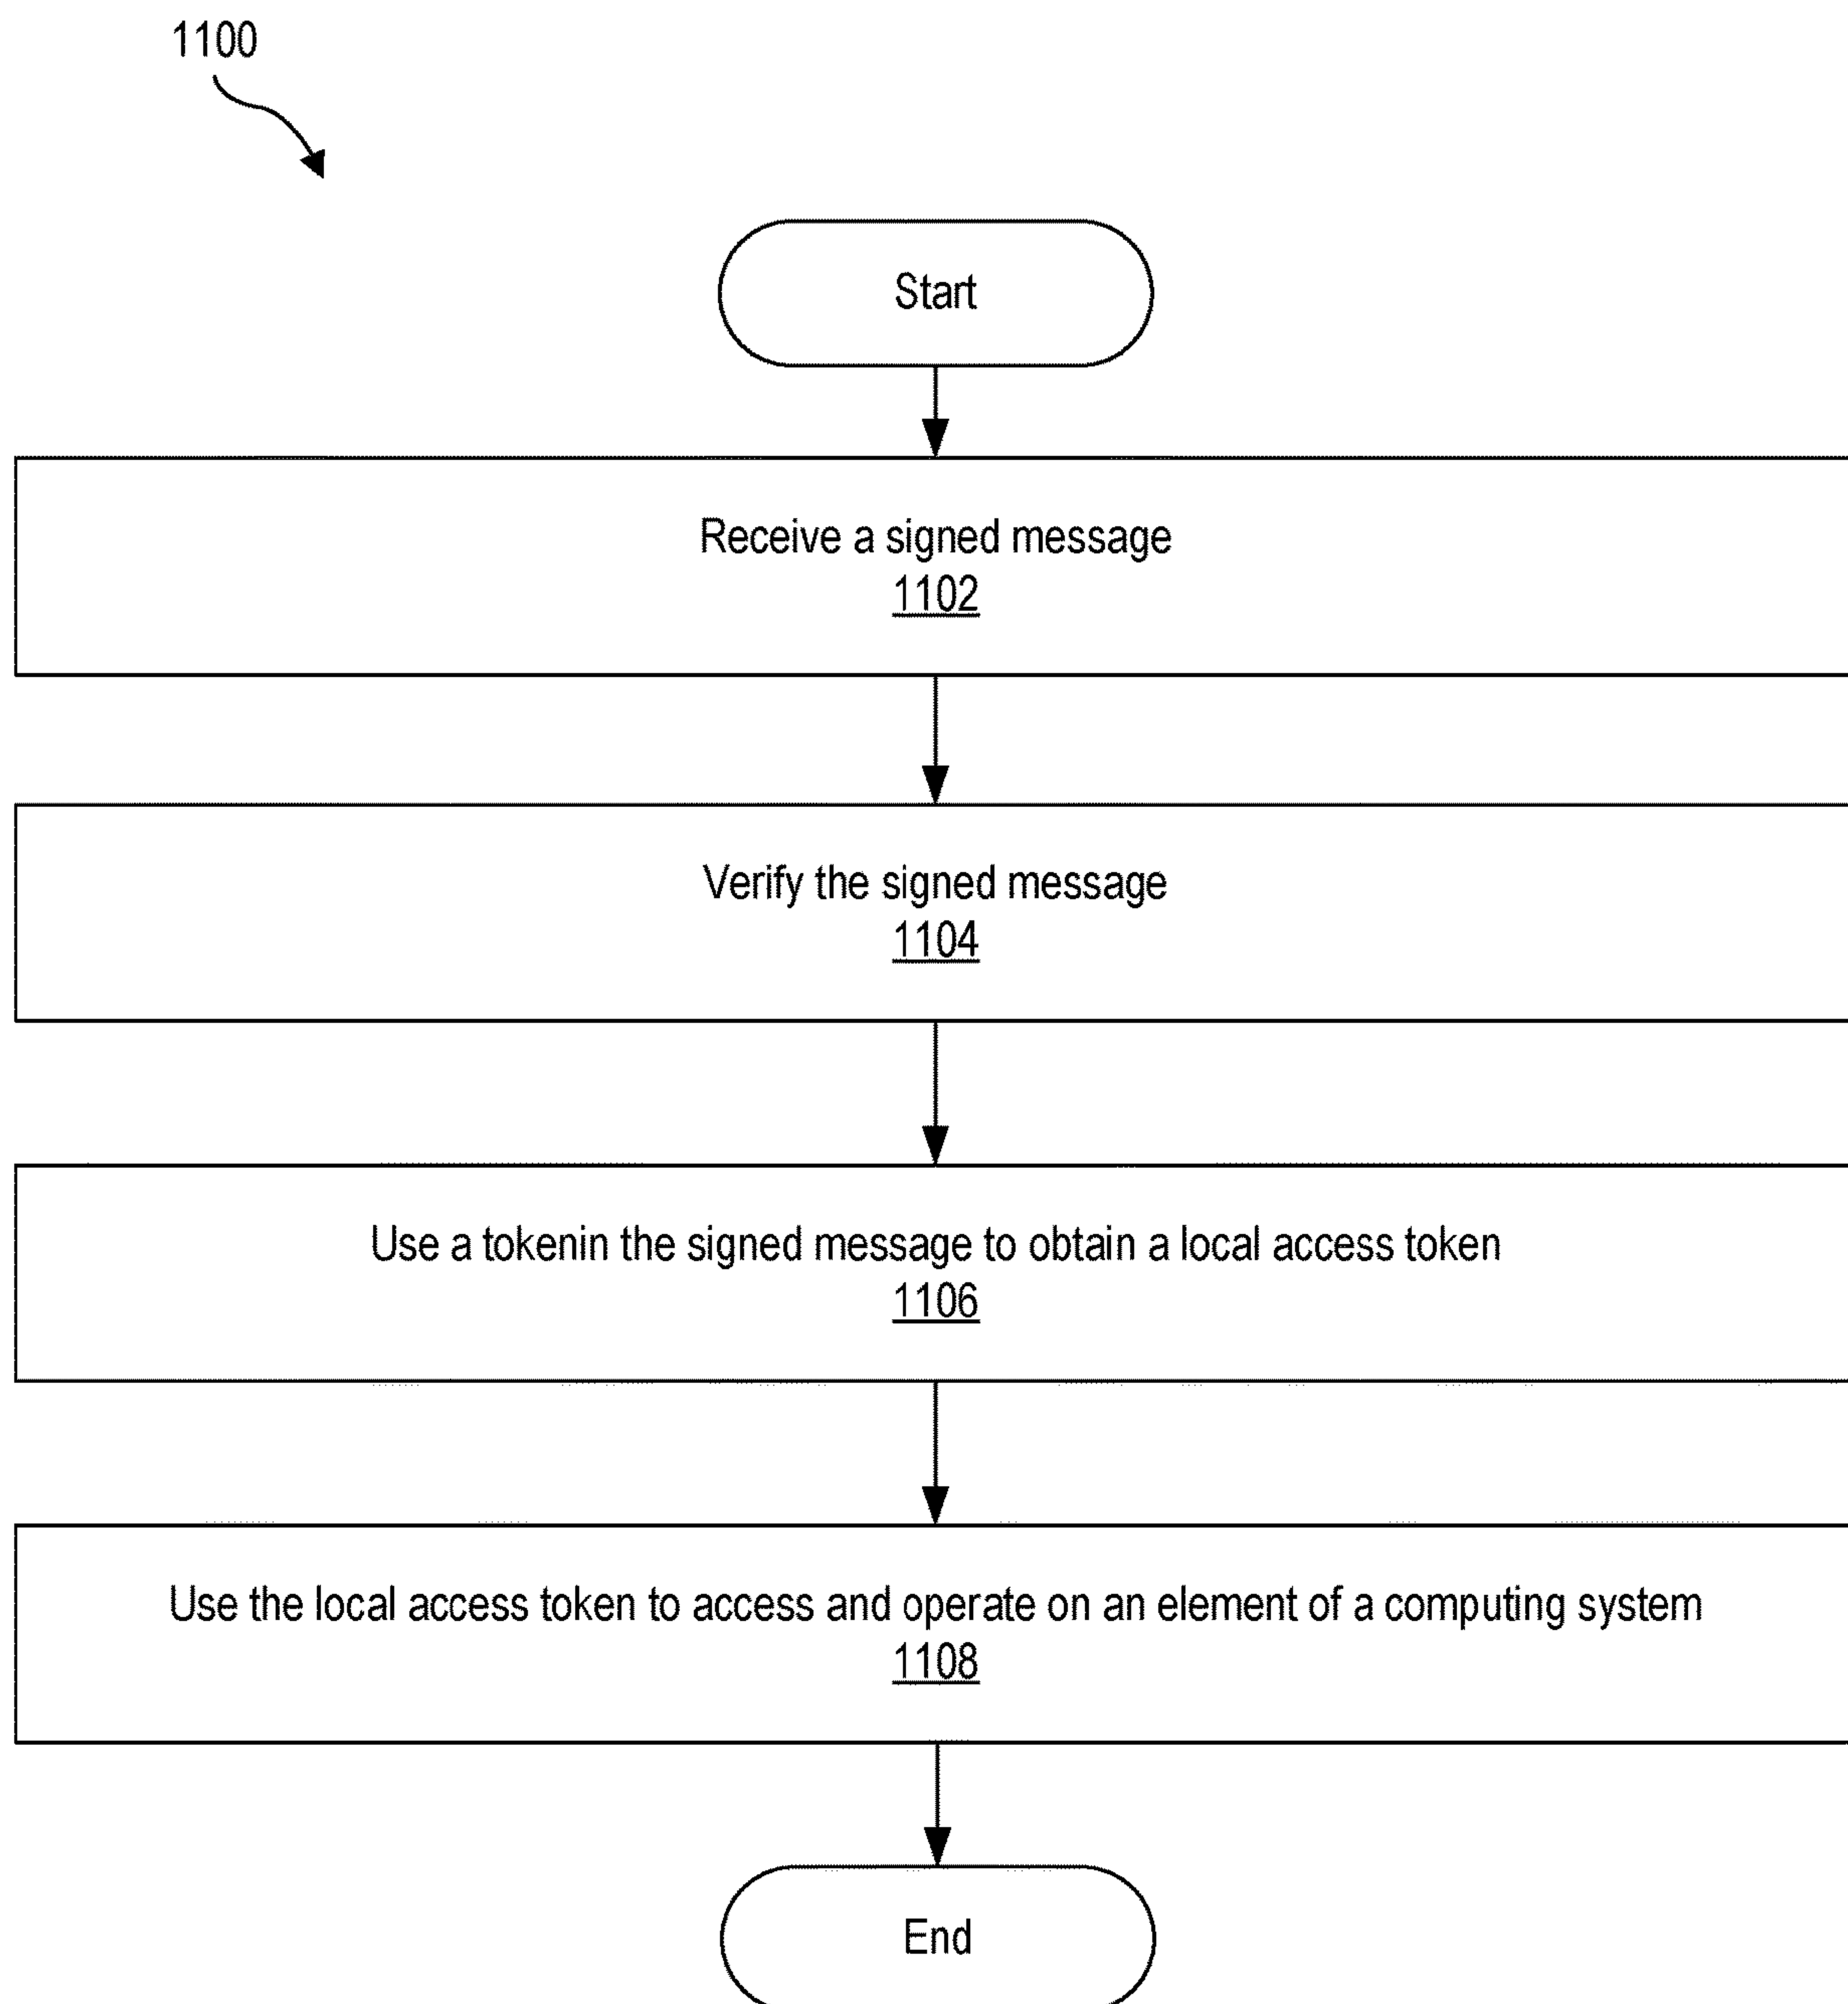 1100
Start
Receive a signed message
1102
Verify the signed message
1104
Use a tokenin the signed message to obtain a local access token
1106
Use the local access token to access and operate on an element of a computing system
1108
End